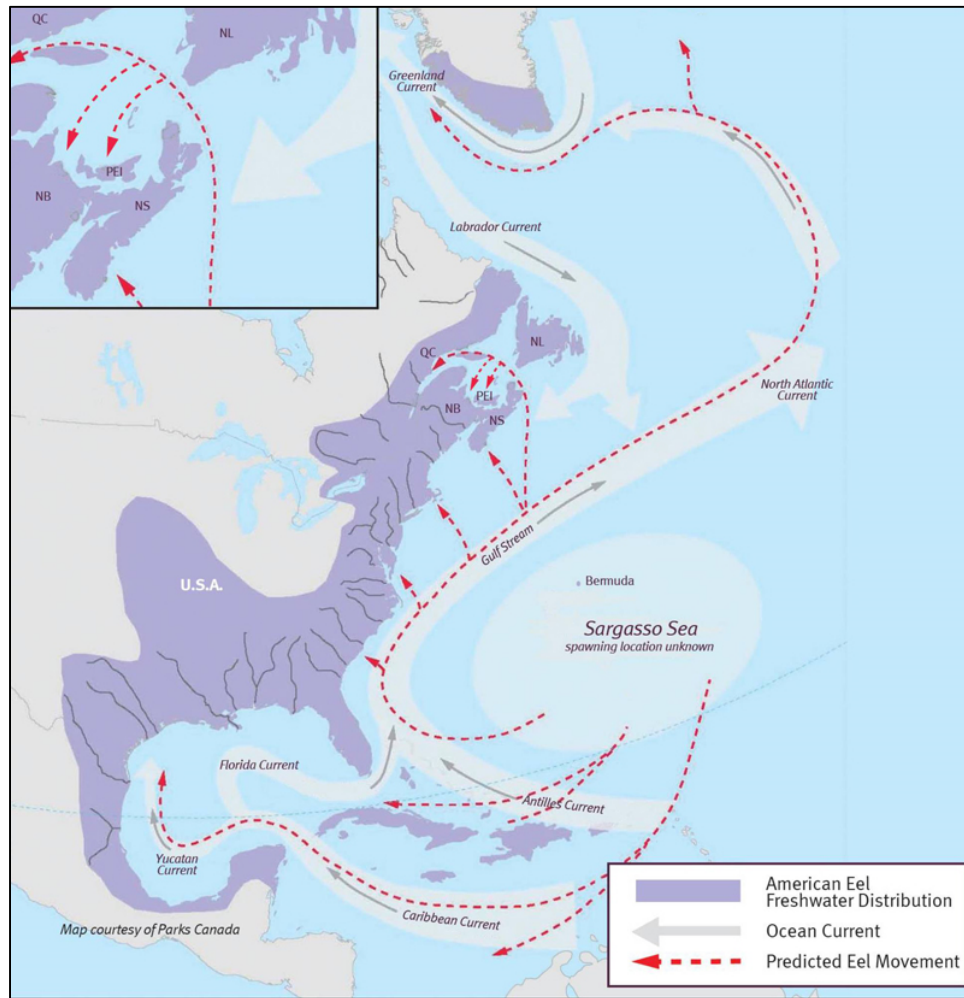 QC
NL
PEI
NB
NS
Greenland
Current
Labrador Current
QC
NL
PEI
NB
NS
North Atlantic
Current
Gulf Stream
U.S.A.
Bermuda
Sargasso Sea
spawning location unknown
Florida Current
Antilles Current
Yucatan
Current
Caribbean Current
Map courtesy of Parks Canada
American Eel
Freshwater Distribution
Ocean Current
Predicted Eel Movement